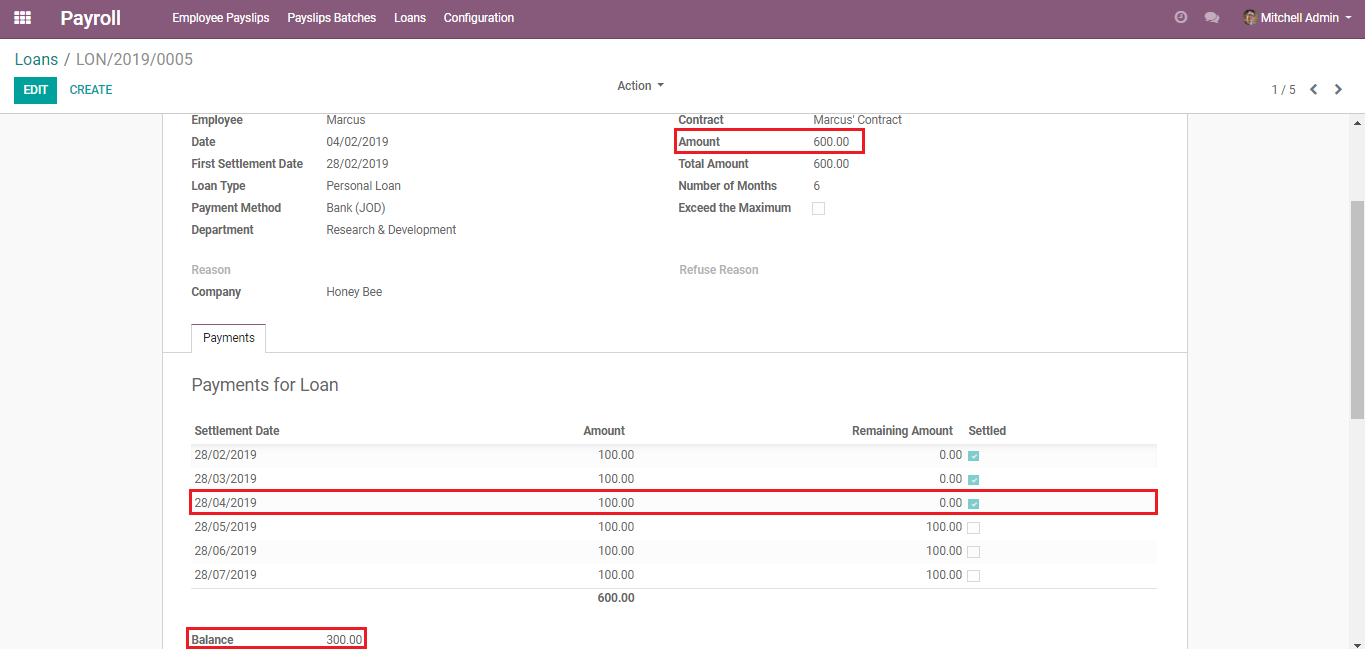 Payroll Employee Payslips Payslips Batches Loans Configuration Mitchell Admin
Loans / LON/2019/0005
EDIT CREATE Action 1 / 5
Employee Marcus Contract Marcus' Contract
Date 04/02/2019 Amount 600.00
First Settlement Date 28/02/2019 Total Amount 600.00
Loan Type Personal Loan Number of Months 6
Payment Method Bank (JOD) Exceed the Maximum
Department Research & Development
Reason Refuse Reason
Company Honey Bee
Payments
Payments for Loan
Settlement Date Amount Remaining Amount Settled
28/02/2019 100.00 0.00
28/03/2019 100.00 0.00
28/04/2019 100.00 0.00
28/05/2019 100.00 100.00
28/06/2019 100.00 100.00
28/07/2019 100.00 100.00
600.00
Balance 300.00